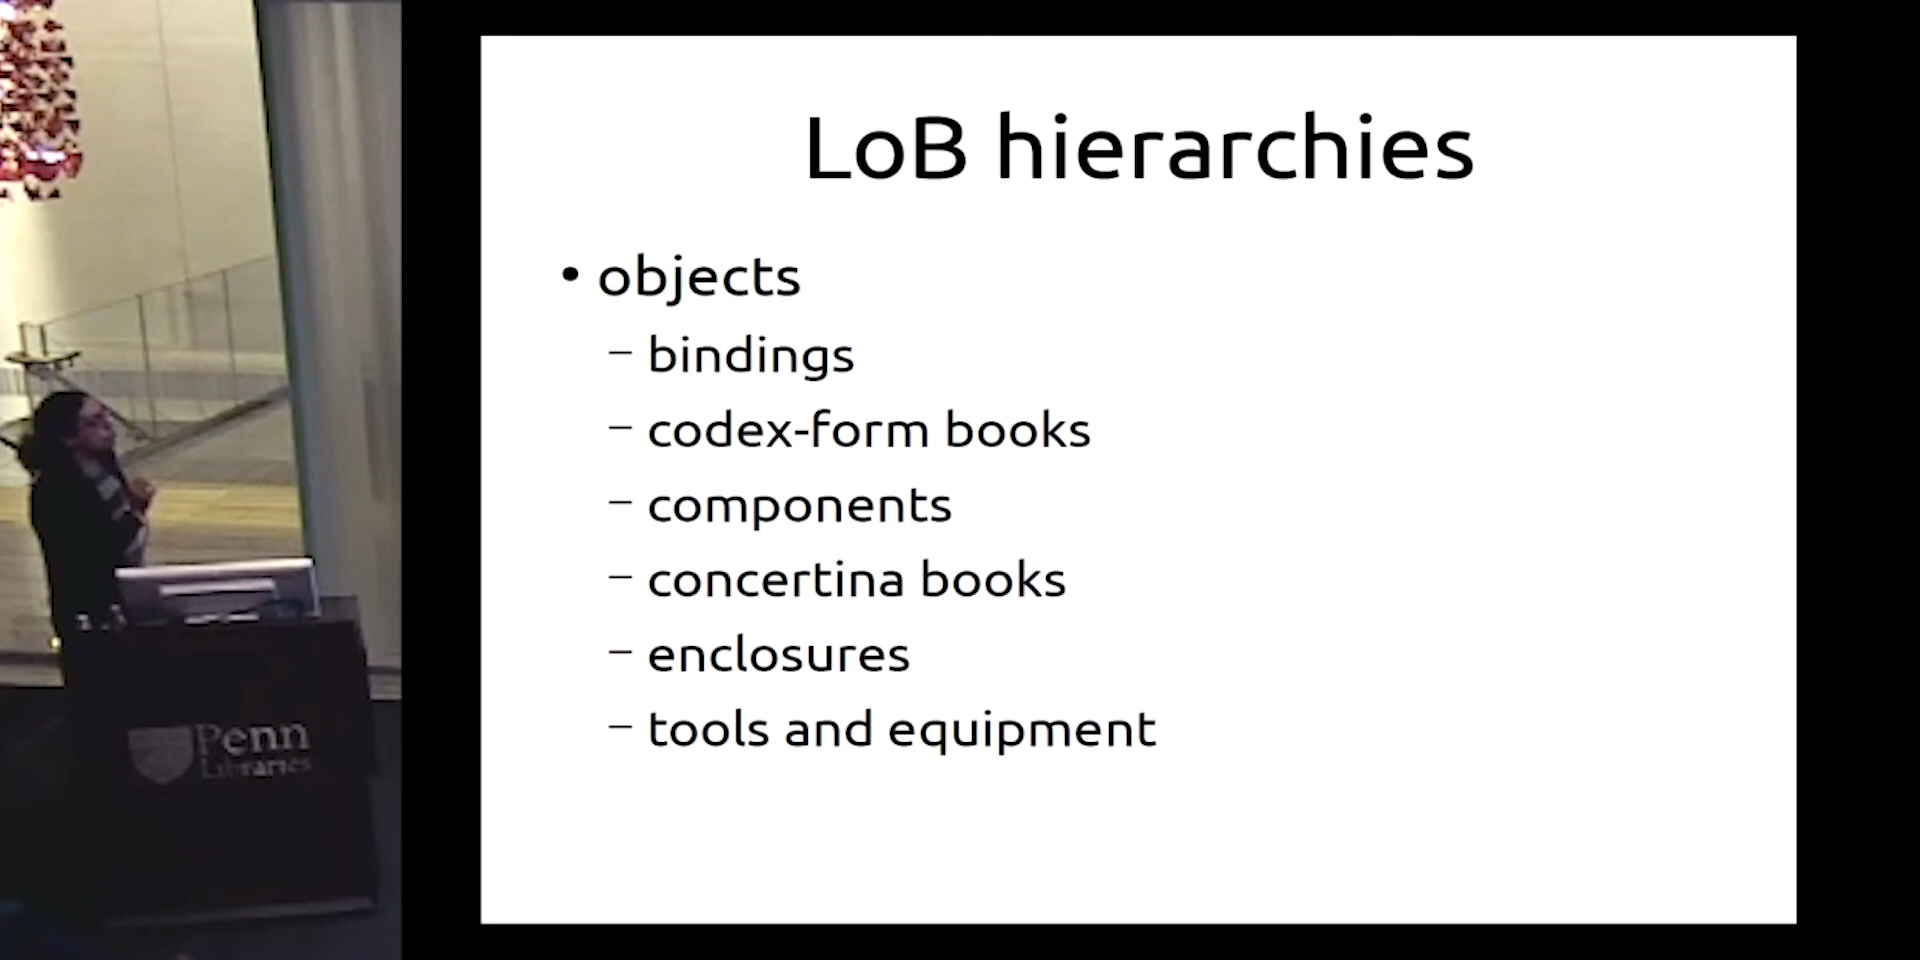 LoB hierarchies
• objects
– bindings
– codex-form books
– components
– concertina books
– enclosures
– tools and equipment
Penn
Libraries